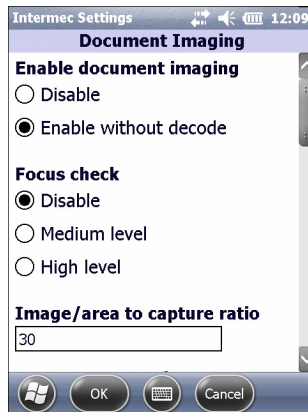 Intermec Settings 12:09
Document Imaging
Enable document imaging
Disable
Enable without decode
Focus check
Disable
Medium level
High level
Image/area to capture ratio
30
OK Cancel